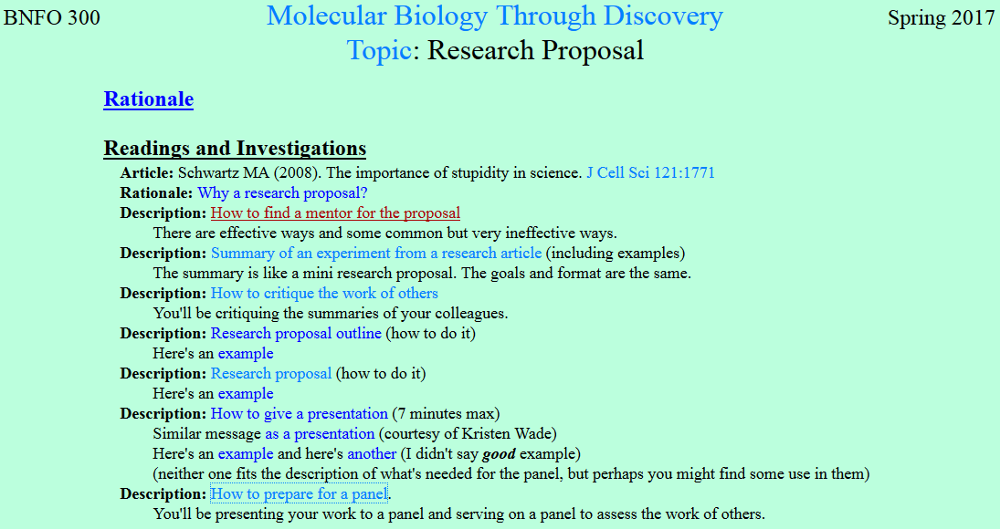 BNFO 300 Molecular Biology Through Discovery Spring 2017
Topic: Research Proposal
Rationale
Readings and Investigations
Article: Schwartz MA (2008). The importance of stupidity in science. J Cell Sci 121:1771
Rationale: Why a research proposal?
Description: How to find a mentor for the proposal
There are effective ways and some common but very ineffective ways.
Description: Summary of an experiment from a research article (including examples)
The summary is like a mini research proposal. The goals and format are the same.
Description: How to critique the work of others
You'll be critiquing the summaries of your colleagues.
Description: Research proposal outline (how to do it)
Here's an example
Description: Research proposal (how to do it)
Here's an example
Description: How to give a presentation (7 minutes max)
Similar message as a presentation (courtesy of Kristen Wade)
Here's an example and here's another (I didn't say good example)
(neither one fits the description of what's needed for the panel, but perhaps you might find some use in them)
Description: How to prepare for a panel.
You'll be presenting your work to a panel and serving on a panel to assess the work of others.